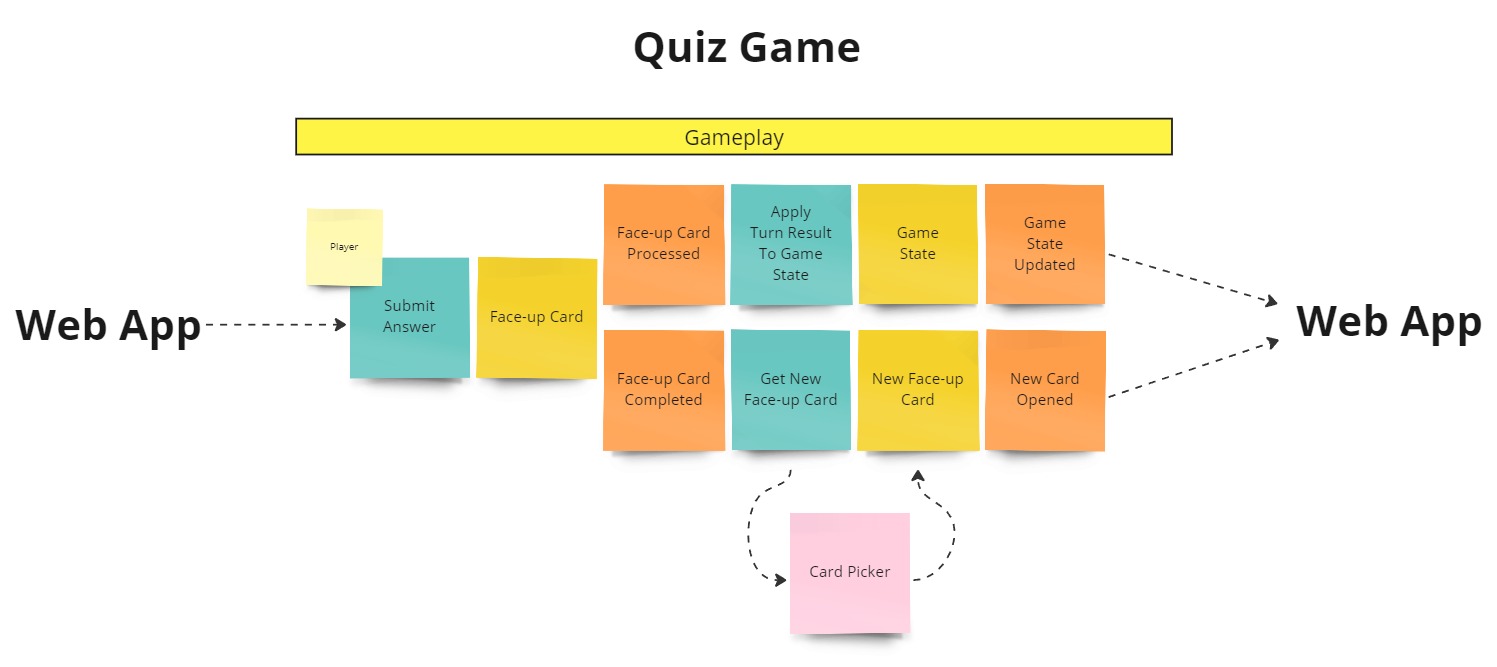 Quiz Game
Gameplay
Player
Web App
Submit
Answer
Face-up Card
Face-up Card
Processed
Apply
Turn Result
To Game
State
Game
State
Game
State
Updated
Face-up Card
Completed
Get New
Face-up Card
New Face-up
Card
New Card
Opened
Web App
Card Picker